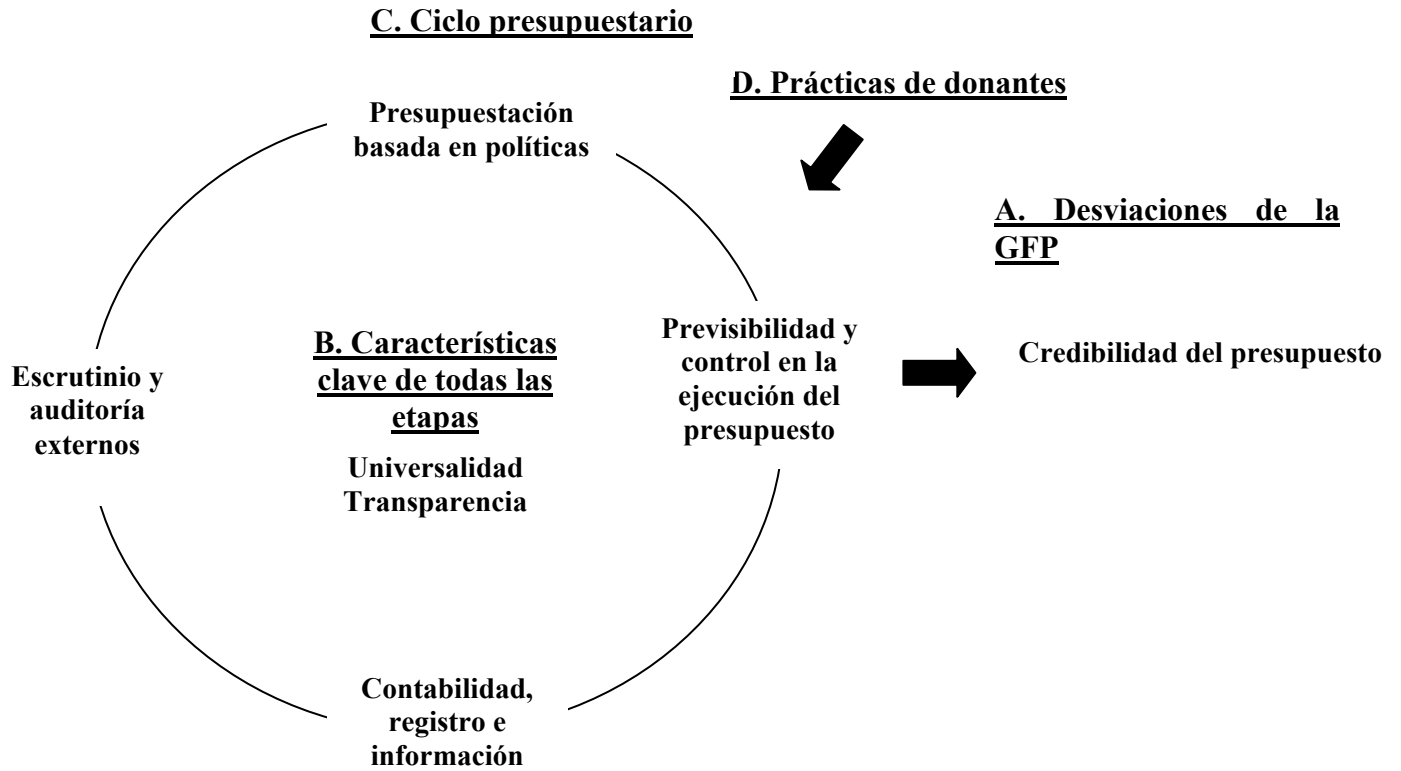 C. Ciclo presupuestario
D. Prácticas de donantes
Presupuestación
basada en políticas
A. Desviaciones de la
GFP
Previsibilidad y
control en la
ejecución del
presupuesto
Credibilidad del presupuesto
B. Características
clave de todas las
etapas
Universalidad
Transparencia
Escrutinio y
auditoría
externos
Contabilidad,
registro e
información